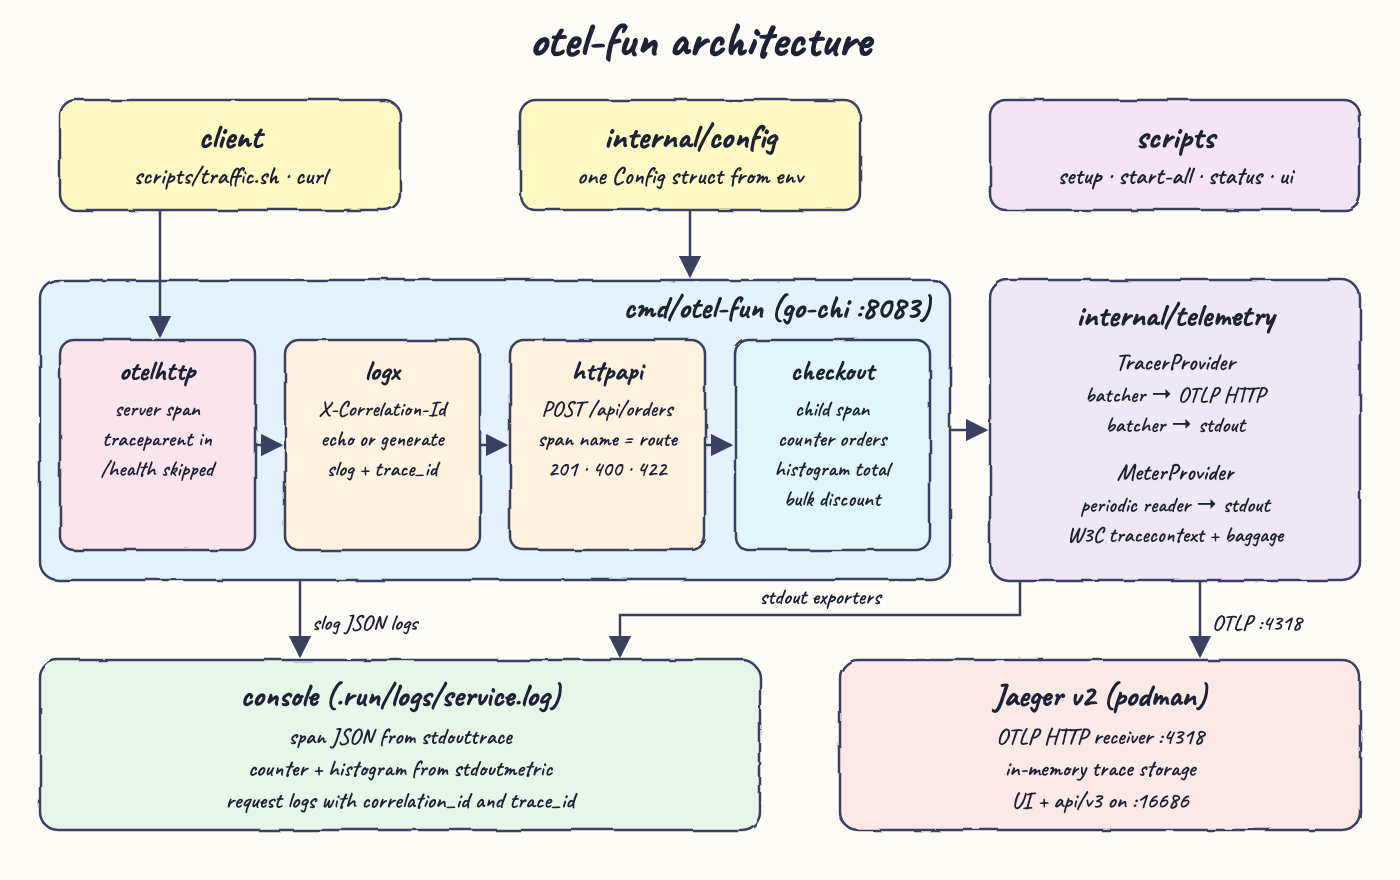 otel-fun architecture
client
scripts/traffic.sh · curl
internal/config
one Config struct from env
scripts
setup · start-all · status · ui
cmd/otel-fun (go-chi :8083)
otelhttp
server span
traceparent in
/health skipped
logx
X-Correlation-Id
echo or generate
slog + trace_id
httpapi
POST /api/orders
span name = route
201 · 400 · 422
checkout
child span
counter orders
histogram total
bulk discount
internal/telemetry
TracerProvider
batcher → OTLP HTTP
batcher → stdout
MeterProvider
periodic reader → stdout
W3C tracecontext + baggage
slog JSON logs
stdout exporters
OTLP :4318
console (.run/logs/service.log)
span JSON from stdouttrace
counter + histogram from stdoutmetric
request logs with correlation_id and trace_id
Jaeger v2 (podman)
OTLP HTTP receiver :4318
in-memory trace storage
UI + api/v3 on :16686